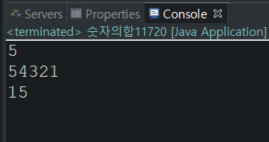 Servers Properties Console
<terminated> 숫자의합11720 [Java Application]
5
54321
15